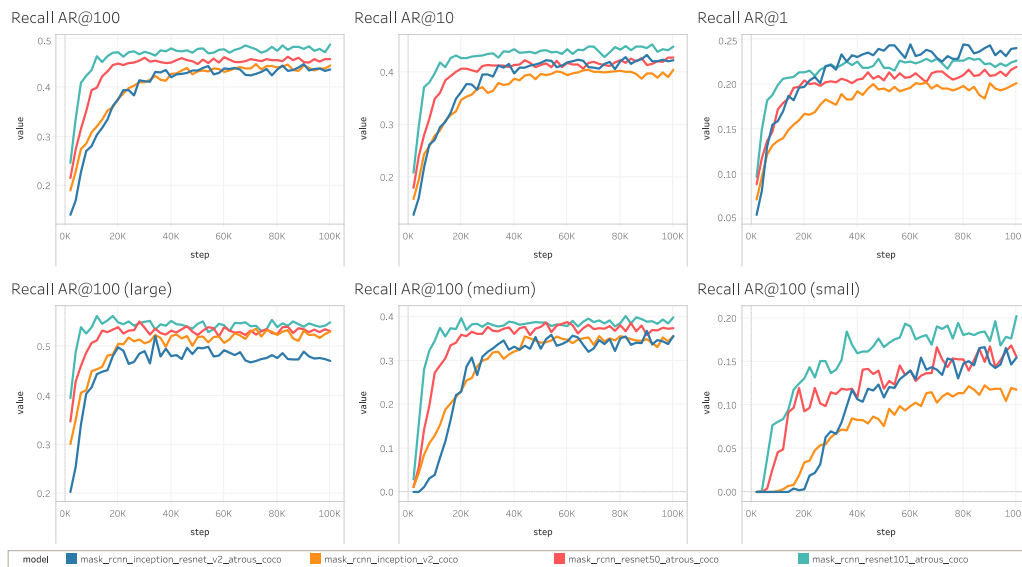 Recall AR@100
Recall AR@10
Recall AR@1
value
0.5
0.4
0.3
0.2
0K 20K 40K 60K 80K 100K
step
value
0.4
0.2
0K 20K 40K 60K 80K 100K
step
value
0.25
0.20
0.15
0.10
0.05
0K 20K 40K 60K 80K 100
step
Recall AR@100 (large)
Recall AR@100 (medium)
Recall AR@100 (small)
value
0.5
0.4
0.3
0.2
0K 20K 40K 60K 80K 100K
step
value
0.4
0.3
0.2
0.1
0.0
0K 20K 40K 60K 80K 100K
step
value
0.20
0.15
0.10
0.05
0.00
0K 20K 40K 60K 80K 100K
step
model mask_rcnn_inception_resnet_v2_atrous_coco mask_rcnn_inception_v2_coco mask_rcnn_resnet50_atrous_coco mask_rcnn_resnet101_atrous_coco